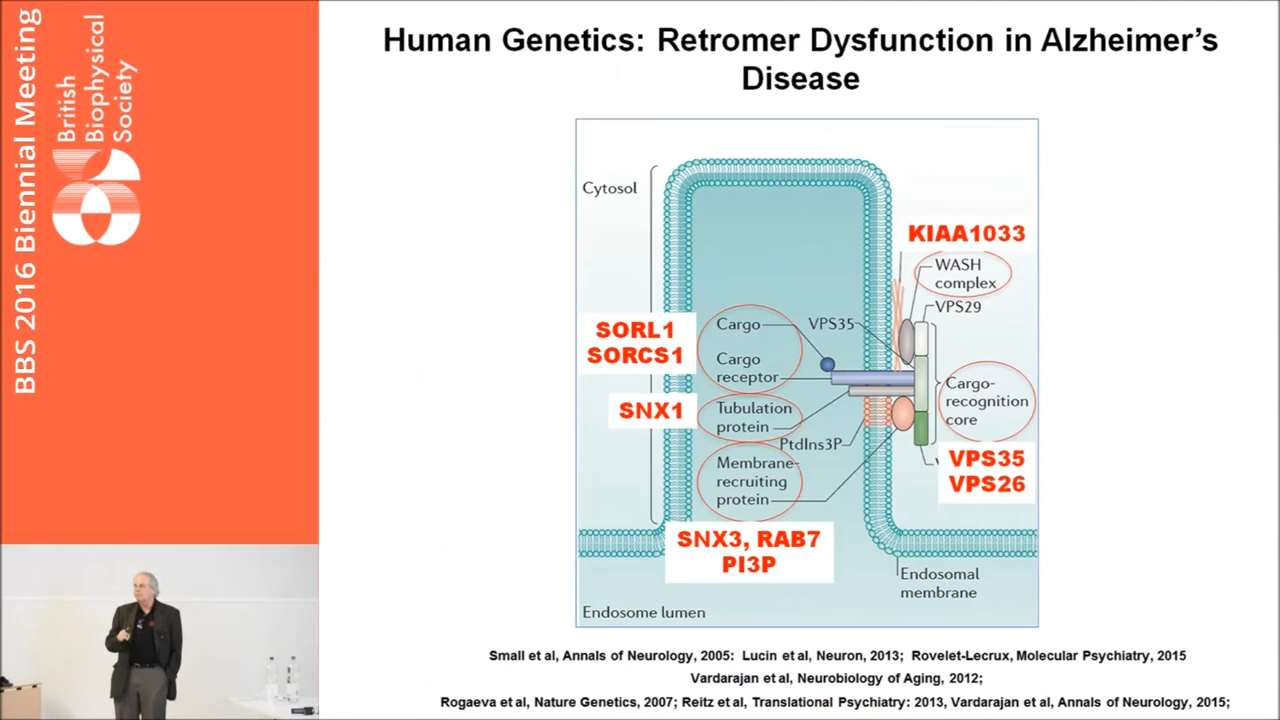 BBS 2016 Biennial Meeting
British
Biophysical
Society
Human Genetics: Retromer Dysfunction in Alzheimer’s
Disease
Cytosol
KIAA1033
WASH
complex
VPS29
SORL1
SORCS1
Cargo
VPS35
Cargo
receptor
SNX1
Tubulation
protein
PtdIns3P
Membrane-
recruiting
protein
Cargo-
recognition
core
VPS35
VPS26
SNX3, RAB7
PI3P
Endosomal
membrane
Endosome lumen
Small et al, Annals of Neurology, 2005: Lucin et al, Neuron, 2013; Rovelet-Lecrux, Molecular Psychiatry, 2015
Vardarajan et al, Neurobiology of Aging, 2012;
Rogaeva et al, Nature Genetics, 2007; Reitz et al, Translational Psychiatry: 2013, Vardarajan et al, Annals of Neurology, 2015;